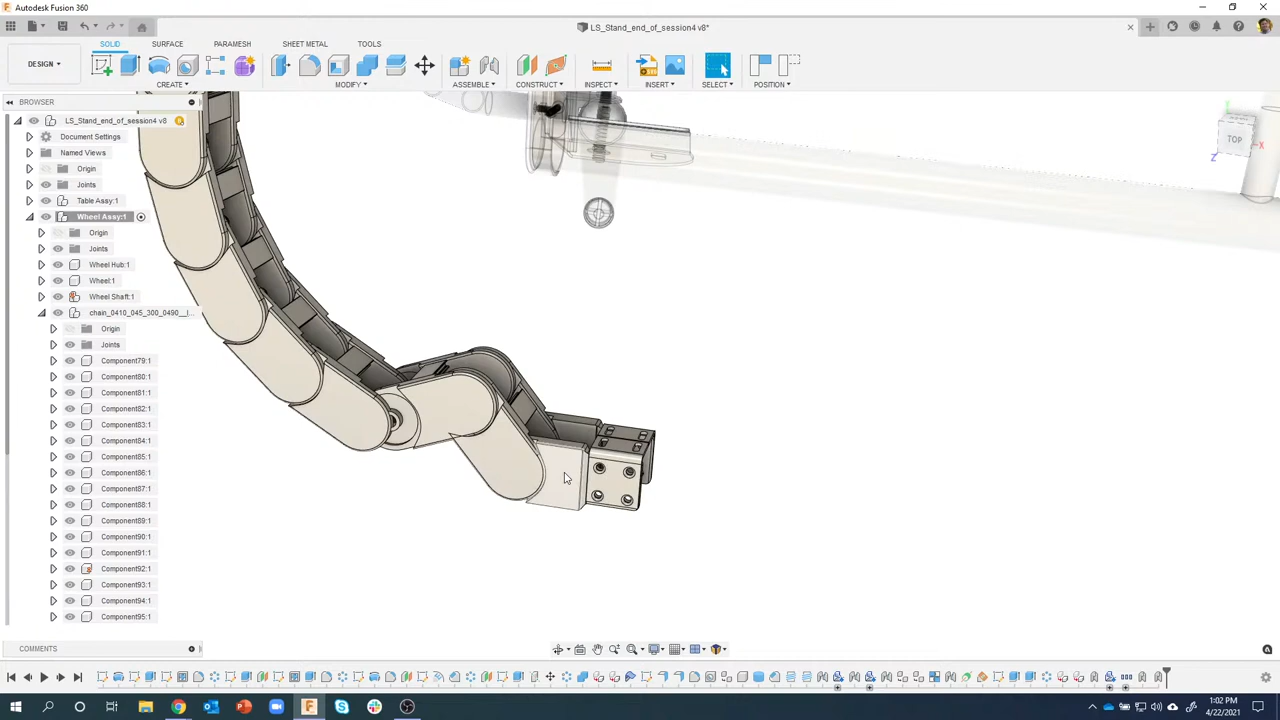 Autodesk Fusion 360
LS_Stand_end_of_session4 v8*
DESIGN
SOLID
SURFACE
PARAMESH
SHEET METAL
TOOLS
CREATE
MODIFY
ASSEMBLE
CONSTRUCT
INSPECT
INSERT
SELECT
POSITION
BROWSER
LS_Stand_end_of_session4 v8
Document Settings
Named Views
Origin
Joints
Table Assy:1
Wheel Assy:1
Origin
Joints
Wheel Hub:1
Wheel:1
Wheel Shaft:1
chain_0410_045_300_0490__(...
Origin
Joints
Component79:1
Component80:1
Component81:1
Component82:1
Component83:1
Component84:1
Component85:1
Component86:1
Component87:1
Component88:1
Component89:1
Component90:1
Component91:1
Component92:1
Component93:1
Component94:1
Component95:1
TOP
X
Z
COMMENTS
1:02 PM
4/22/2021